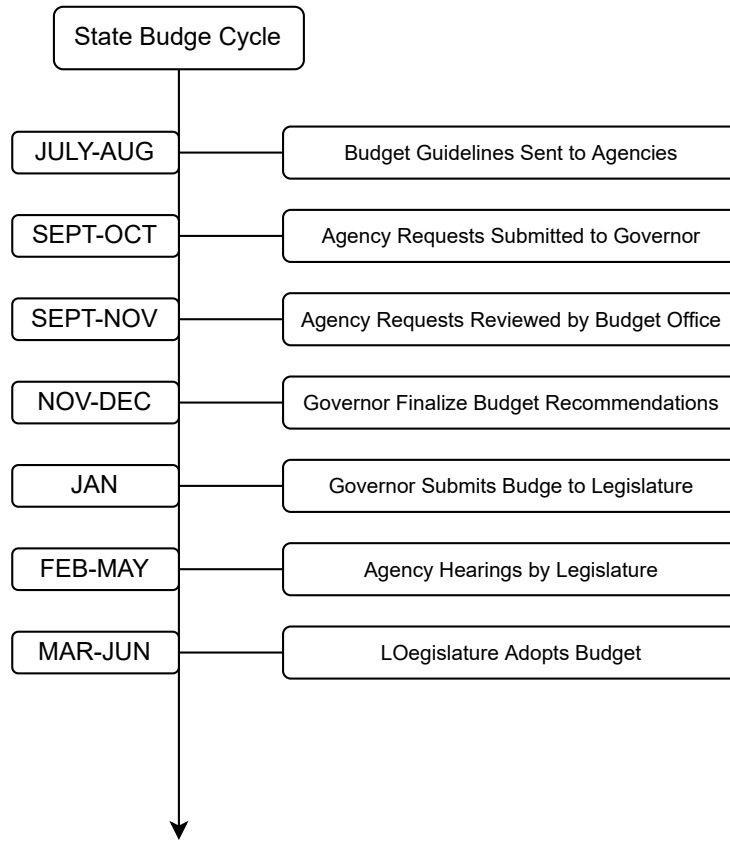 State Budge Cycle
JULY-AUG
Budget Guidelines Sent to Agencies
SEPT-OCT
Agency Requests Submitted to Governor
SEPT-NOV
Agency Requests Reviewed by Budget Office
NOV-DEC
Governor Finalize Budget Recommendations
JAN
Governor Submits Budge to Legislature
FEB-MAY
Agency Hearings by Legislature
MAR-JUN
LOegislature Adopts Budget